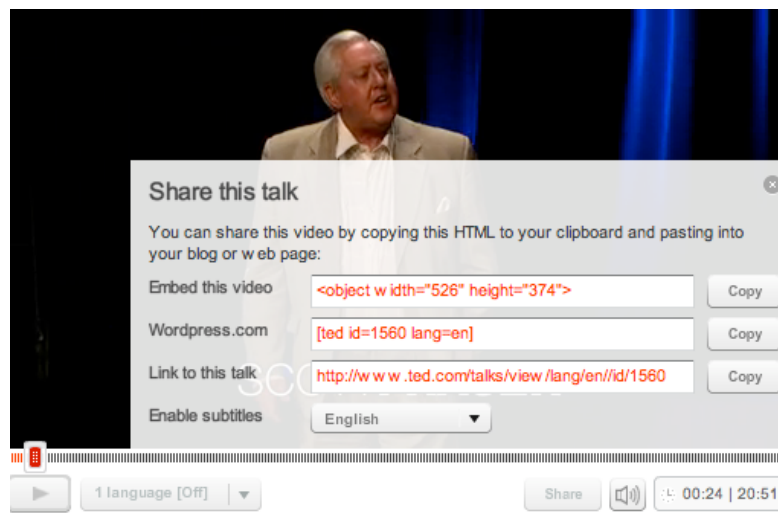 Share this talk
You can share this video by copying this HTML to your clipboard and pasting into
your blog or web page:
Embed this video
<object width="526" height="374">
Copy
Wordpress.com
[ted id=1560 lang=en]
Copy
Link to this talk
http://www.ted.com/talks/view/lang/en//id/1560
Copy
Enable subtitles
English
1 language [Off]
Share
00:24 | 20:51